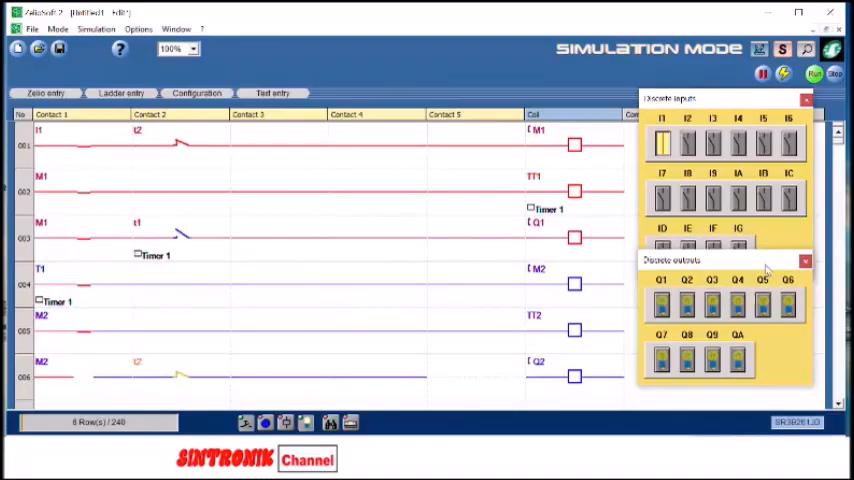 ZelioSoft 2 - [Untitled1 - Edit*]
File Mode Simulation Options Window ?
100% SIMULATION MODE S
Run Stop
Zelio entry Ladder entry Configuration Text entry
No Contact 1 Contact 2 Contact 3 Contact 4 Contact 5 Coil
001 I1 t2 [ M1
002 M1 TT1
Timer 1
003 M1 t1 [ Q1
Timer 1
004 T1 [ M2
Timer 1
005 M2 TT2
006 M2 t2 [ Q2
Discrete inputs
I1 I2 I3 I4 I5 I6
I7 I8 I9 IA IB IC
ID IE IF IG
Discrete outputs
Q1 Q2 Q3 Q4 Q5 Q6
Q7 Q8 Q9 QA
6 Row(s) / 240
SR3B261JD
SINTRONIK Channel